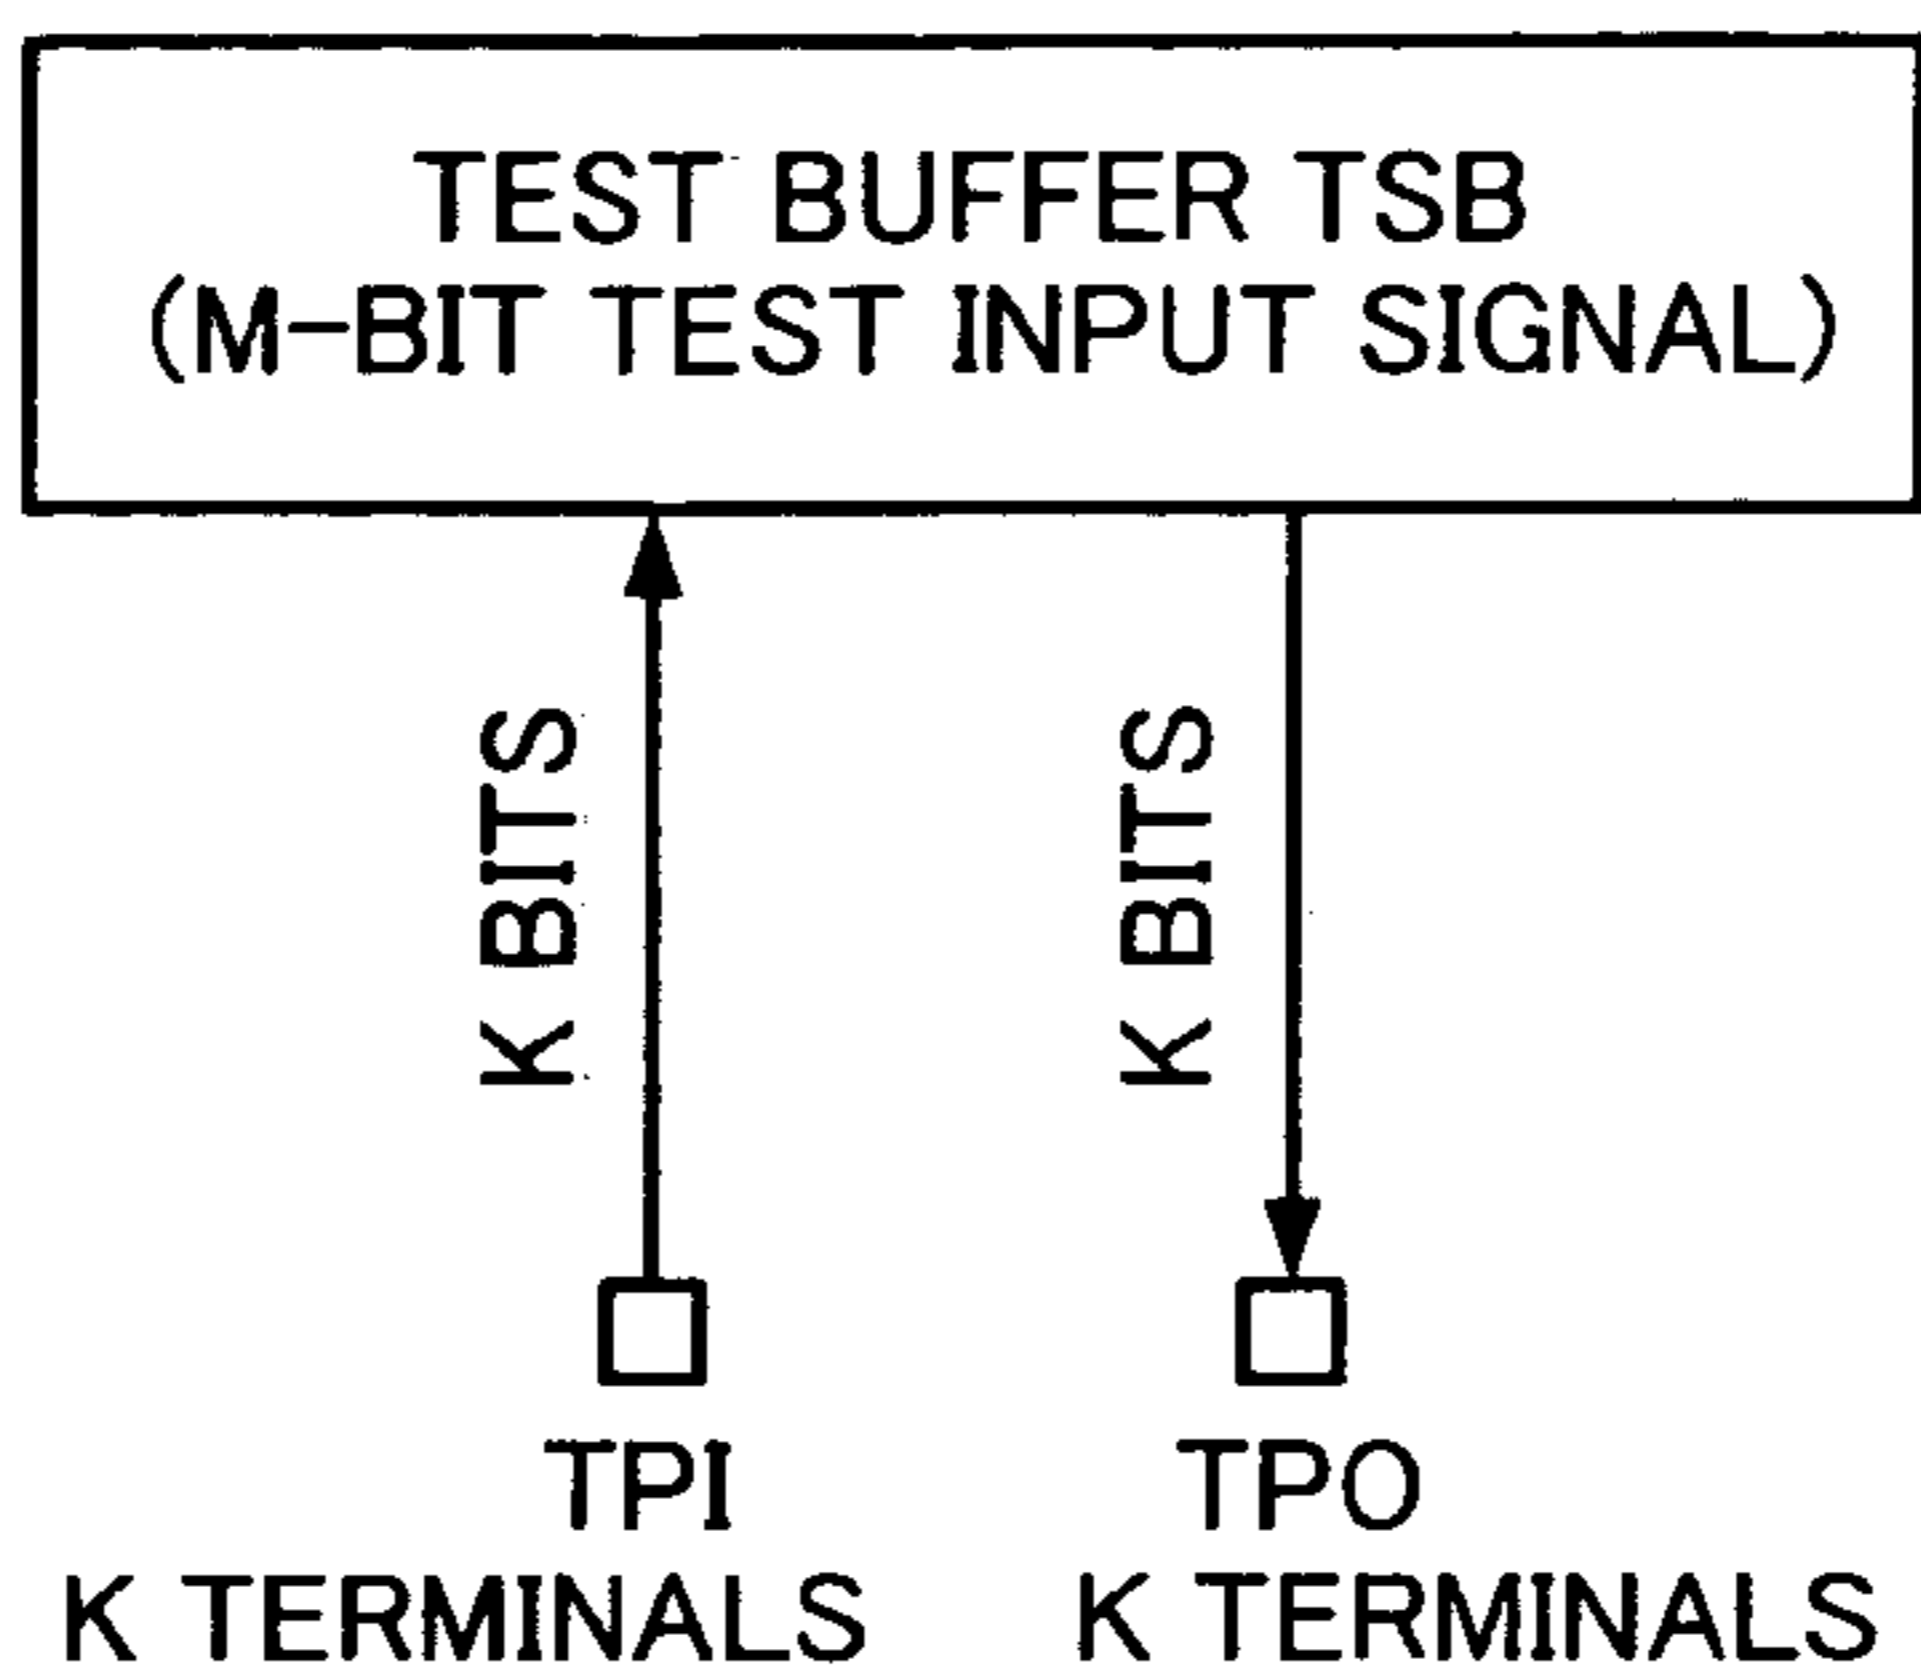 TEST BUFFER TSB
(M-BIT TEST INPUT SIGNAL)
K BITS
K BITS
TPI
K TERMINALS
TPO
K TERMINALS